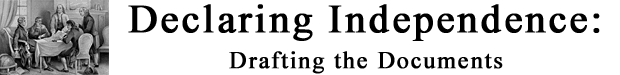 Declaring Independence:
Drafting the Documents